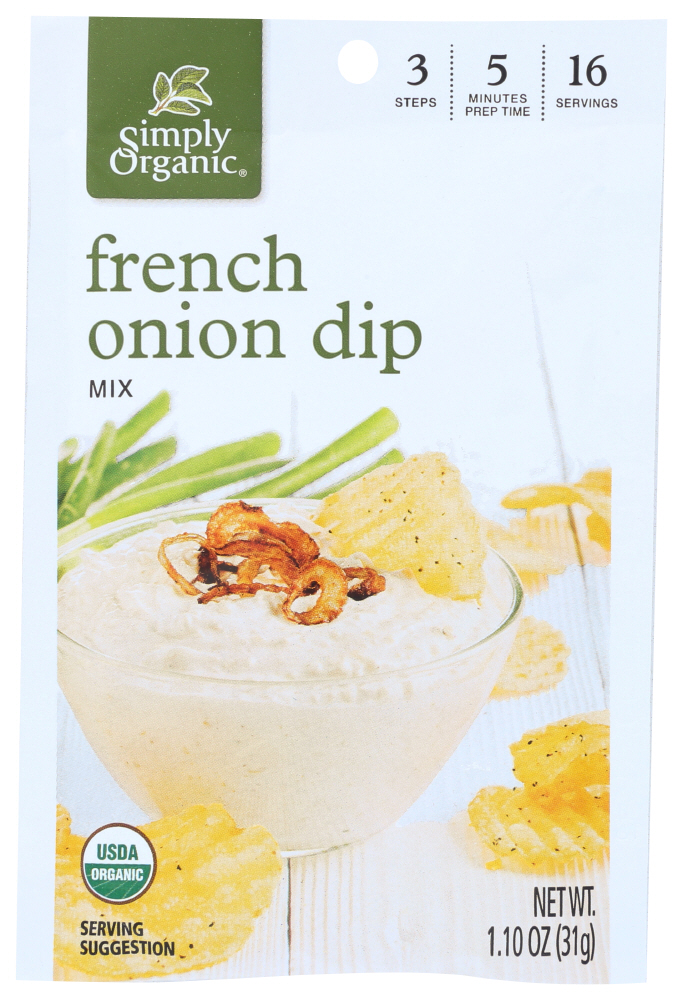 Simply
Organic®
3
STEPS
5
MINUTES
PREP TIME
16
SERVINGS
french
onion dip
MIX
USDA
ORGANIC
SERVING
SUGGESTION
NET WT.
1.10 OZ (31g)